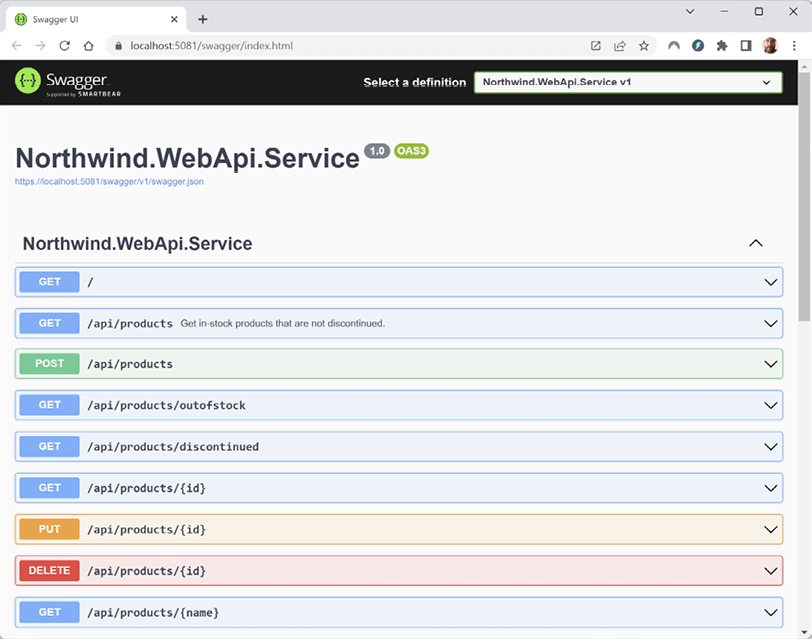 Swagger UI
localhost:5081/swagger/index.html
Swagger
supported by SMARTBEAR
Select a definition
Northwind.WebApi.Service v1
Northwind.WebApi.Service 1.0 OAS3
https://localhost:5081/swagger/v1/swagger.json
Northwind.WebApi.Service
GET /
GET /api/products Get in-stock products that are not discontinued.
POST /api/products
GET /api/products/outofstock
GET /api/products/discontinued
GET /api/products/{id}
PUT /api/products/{id}
DELETE /api/products/{id}
GET /api/products/{name}